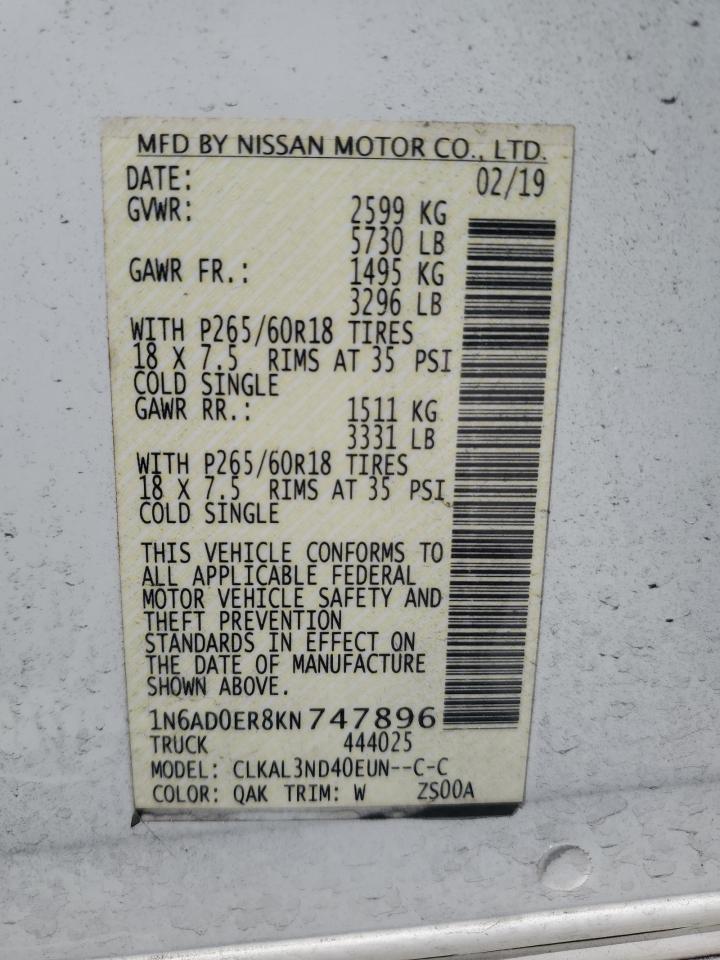 MFD BY NISSAN MOTOR CO., LTD.
DATE: 02/19
GVWR: 2599 KG
5730 LB
GAWR FR.: 1495 KG
3296 LB
WITH P265/60R18 TIRES
18 X 7.5 RIMS AT 35 PSI
COLD SINGLE
GAWR RR.: 1511 KG
3331 LB
WITH P265/60R18 TIRES
18 X 7.5 RIMS AT 35 PSI
COLD SINGLE
THIS VEHICLE CONFORMS TO
ALL APPLICABLE FEDERAL
MOTOR VEHICLE SAFETY AND
THEFT PREVENTION
STANDARDS IN EFFECT ON
THE DATE OF MANUFACTURE
SHOWN ABOVE.
1N6AD0ER8KN 747896
TRUCK 444025
MODEL: CLKAL3ND40EUN--C-C
COLOR: QAK TRIM: W ZS00A